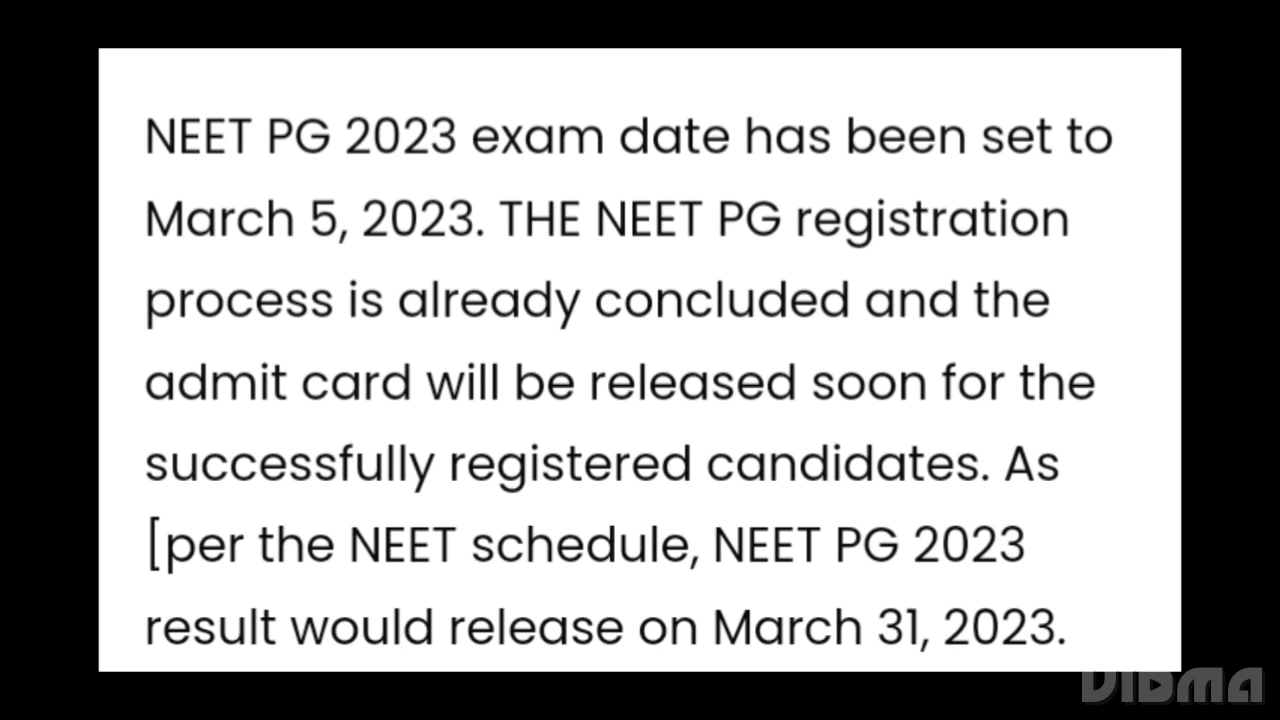 NEET PG 2023 exam date has been set to
March 5, 2023. THE NEET PG registration
process is already concluded and the
admit card will be released soon for the
successfully registered candidates. As
[per the NEET schedule, NEET PG 2023
result would release on March 31, 2023.